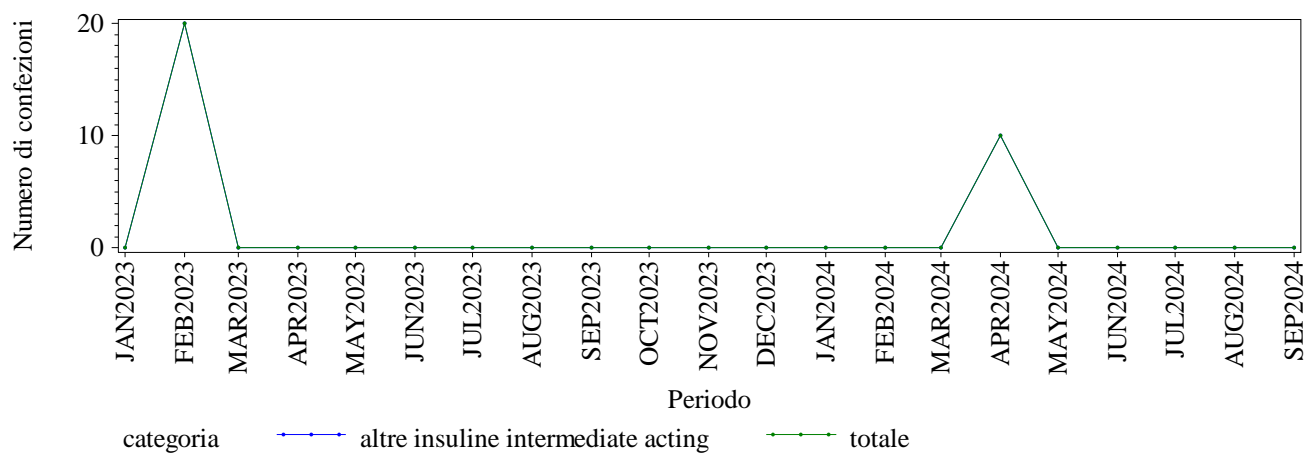 Numero di confezioni
20
10
0
JAN2023
FEB2023
MAR2023
APR2023
MAY2023
JUN2023
JUL2023
AUG2023
SEP2023
OCT2023
NOV2023
DEC2023
JAN2024
FEB2024
MAR2024
APR2024
MAY2024
JUN2024
JUL2024
AUG2024
SEP2024
Periodo
categoria altre insuline intermediate acting totale